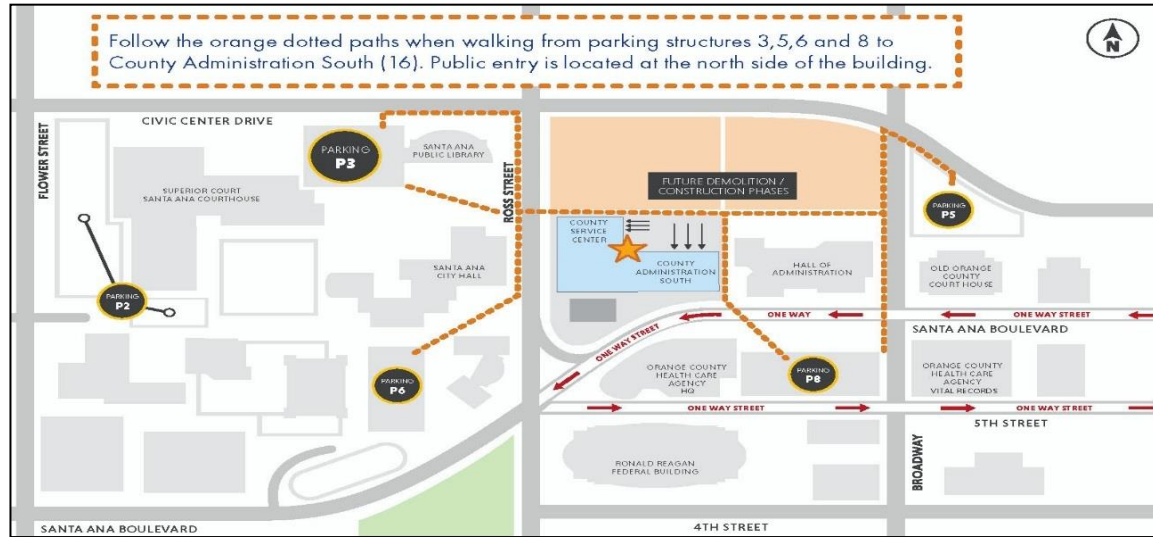 Follow the orange dotted paths when walking from parking structures 3,5,6 and 8 to
County Administration South (16). Public entry is located at the north side of the building.
N
CIVIC CENTER DRIVE
FLOWER STREET
PARKING
P3
SANTA ANA
PUBLIC LIBRARY
SUPERIOR COURT
SANTA ANA COURTHOUSE
ROSS STREET
FUTURE DEMOLITION /
CONSTRUCTION PHASES
PARKING
P5
COUNTY
SERVICE
CENTER
COUNTY
ADMINISTRATION
SOUTH
HALL OF
ADMINISTRATION
OLD ORANGE
COUNTY
COURT HOUSE
SANTA ANA
CITY HALL
PARKING
P2
ONE WAY
ONE WAY STREET
SANTA ANA BOULEVARD
ONE WAY STREET
PARKING
P6
ORANGE COUNTY
HEALTH CARE
AGENCY
HQ
PARKING
P8
ORANGE COUNTY
HEALTH CARE
AGENCY
VITAL RECORDS
ONE WAY STREET
ONE WAY STREET
5TH STREET
RONALD REAGAN
FEDERAL BUILDING
BROADWAY
SANTA ANA BOULEVARD
4TH STREET